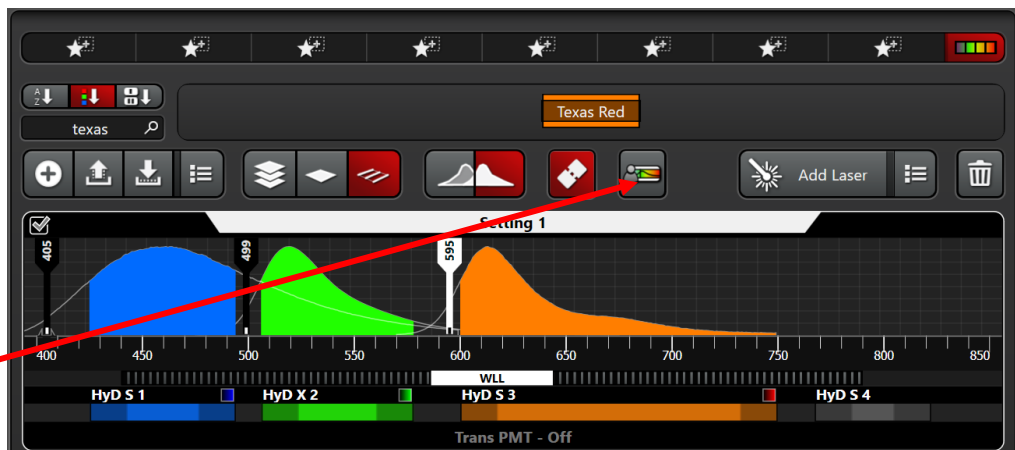 A
Z
texas
Texas Red
Add Laser
Setting 1
405
499
595
400 450 500 550 600 650 700 750 800 850
WLL
HyD S 1 HyD X 2 HyD S 3 HyD S 4
Trans PMT - Off